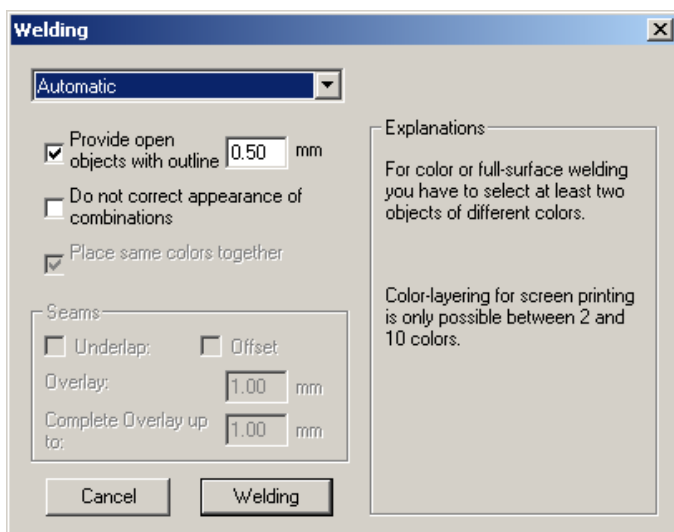 Welding
Automatic
Provide open
objects with outline 0.50 mm
Do not correct appearance of
combinations
Place same colors together
Seams
Underlap: Offset
Overlay: 1.00 mm
Complete Overlay up
to: 1.00 mm
Cancel Welding
Explanations
For color or full-surface welding
you have to select at least two
objects of different colors.
Color-layering for screen printing
is only possible between 2 and
10 colors.